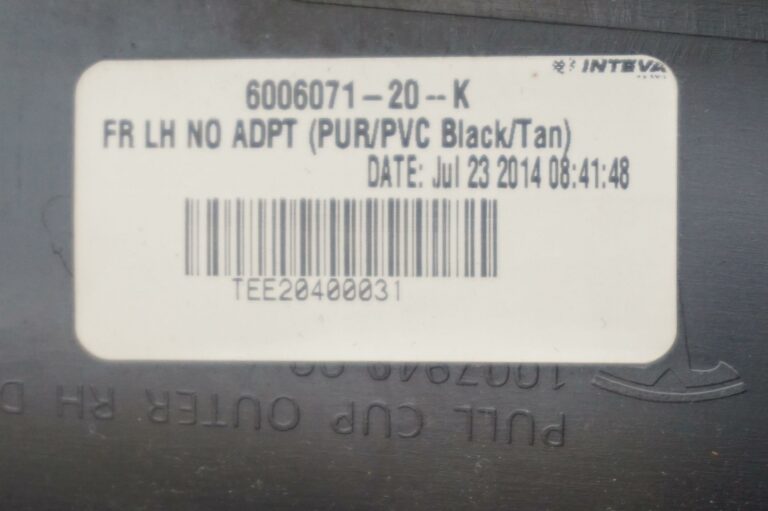 INTEVA
6006071-20--K
FR LH NO ADPT (PUR/PVC Black/Tan)
DATE: Jul 23 2014 08:41:48
TEE20400031
PULL CUP OUTER RH D